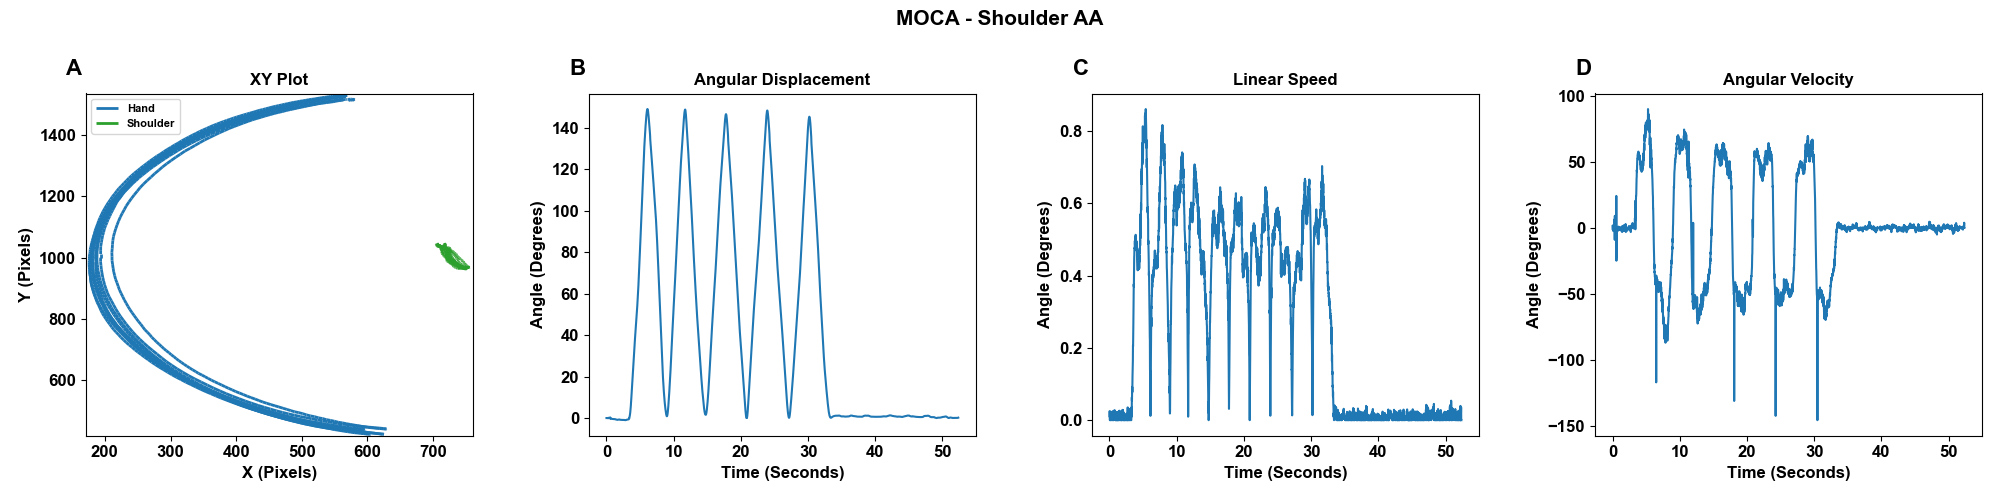 MOCA - Shoulder AA
A
XY Plot
Hand
Shoulder
1400
1200
1000
800
600
200 300 400 500 600 700
Y (Pixels)
X (Pixels)
B
Angular Displacement
140
120
100
80
60
40
20
0
0 10 20 30 40 50
Angle (Degrees)
Time (Seconds)
C
Linear Speed
0.8
0.6
0.4
0.2
0.0
0 10 20 30 40 50
Angle (Degrees)
Time (Seconds)
D
Angular Velocity
100
50
0
−50
−100
−150
0 10 20 30 40 50
Angle (Degrees)
Time (Seconds)